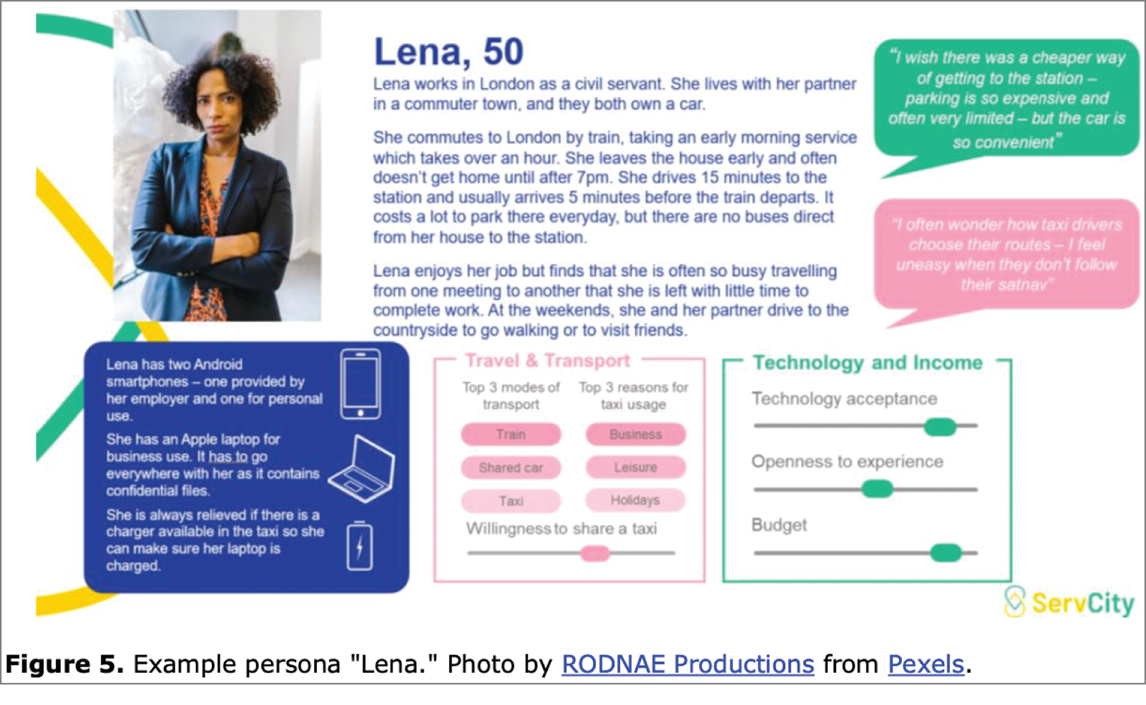 Lena, 50
Lena works in London as a civil servant. She lives with her partner
in a commuter town, and they both own a car.
She commutes to London by train, taking an early morning service
which takes over an hour. She leaves the house early and often
doesn't get home until after 7pm. She drives 15 minutes to the
station and usually arrives 5 minutes before the train departs. It
costs a lot to park there everyday, but there are no buses direct
from her house to the station.
Lena enjoys her job but finds that she is often so busy travelling
from one meeting to another that she is left with little time to
complete work. At the weekends, she and her partner drive to the
countryside to go walking or to visit friends.
"I wish there was a cheaper way
of getting to the station –
parking is so expensive and
often very limited – but the car is
so convenient"
"I often wonder how taxi drivers
choose their routes – I feel
uneasy when they don't follow
their satnav"
Lena has two Android
smartphones – one provided by
her employer and one for personal
use.
She has an Apple laptop for
business use. It has to go
everywhere with her as it contains
confidential files.
She is always relieved if there is a
charger available in the taxi so she
can make sure her laptop is
charged.
Travel & Transport
Top 3 modes of
transport
Train
Shared car
Taxi
Top 3 reasons for
taxi usage
Business
Leisure
Holidays
Willingness to share a taxi
Technology and Income
Technology acceptance
Openness to experience
Budget
ServCity
Figure 5. Example persona "Lena." Photo by RODNAE Productions from Pexels.